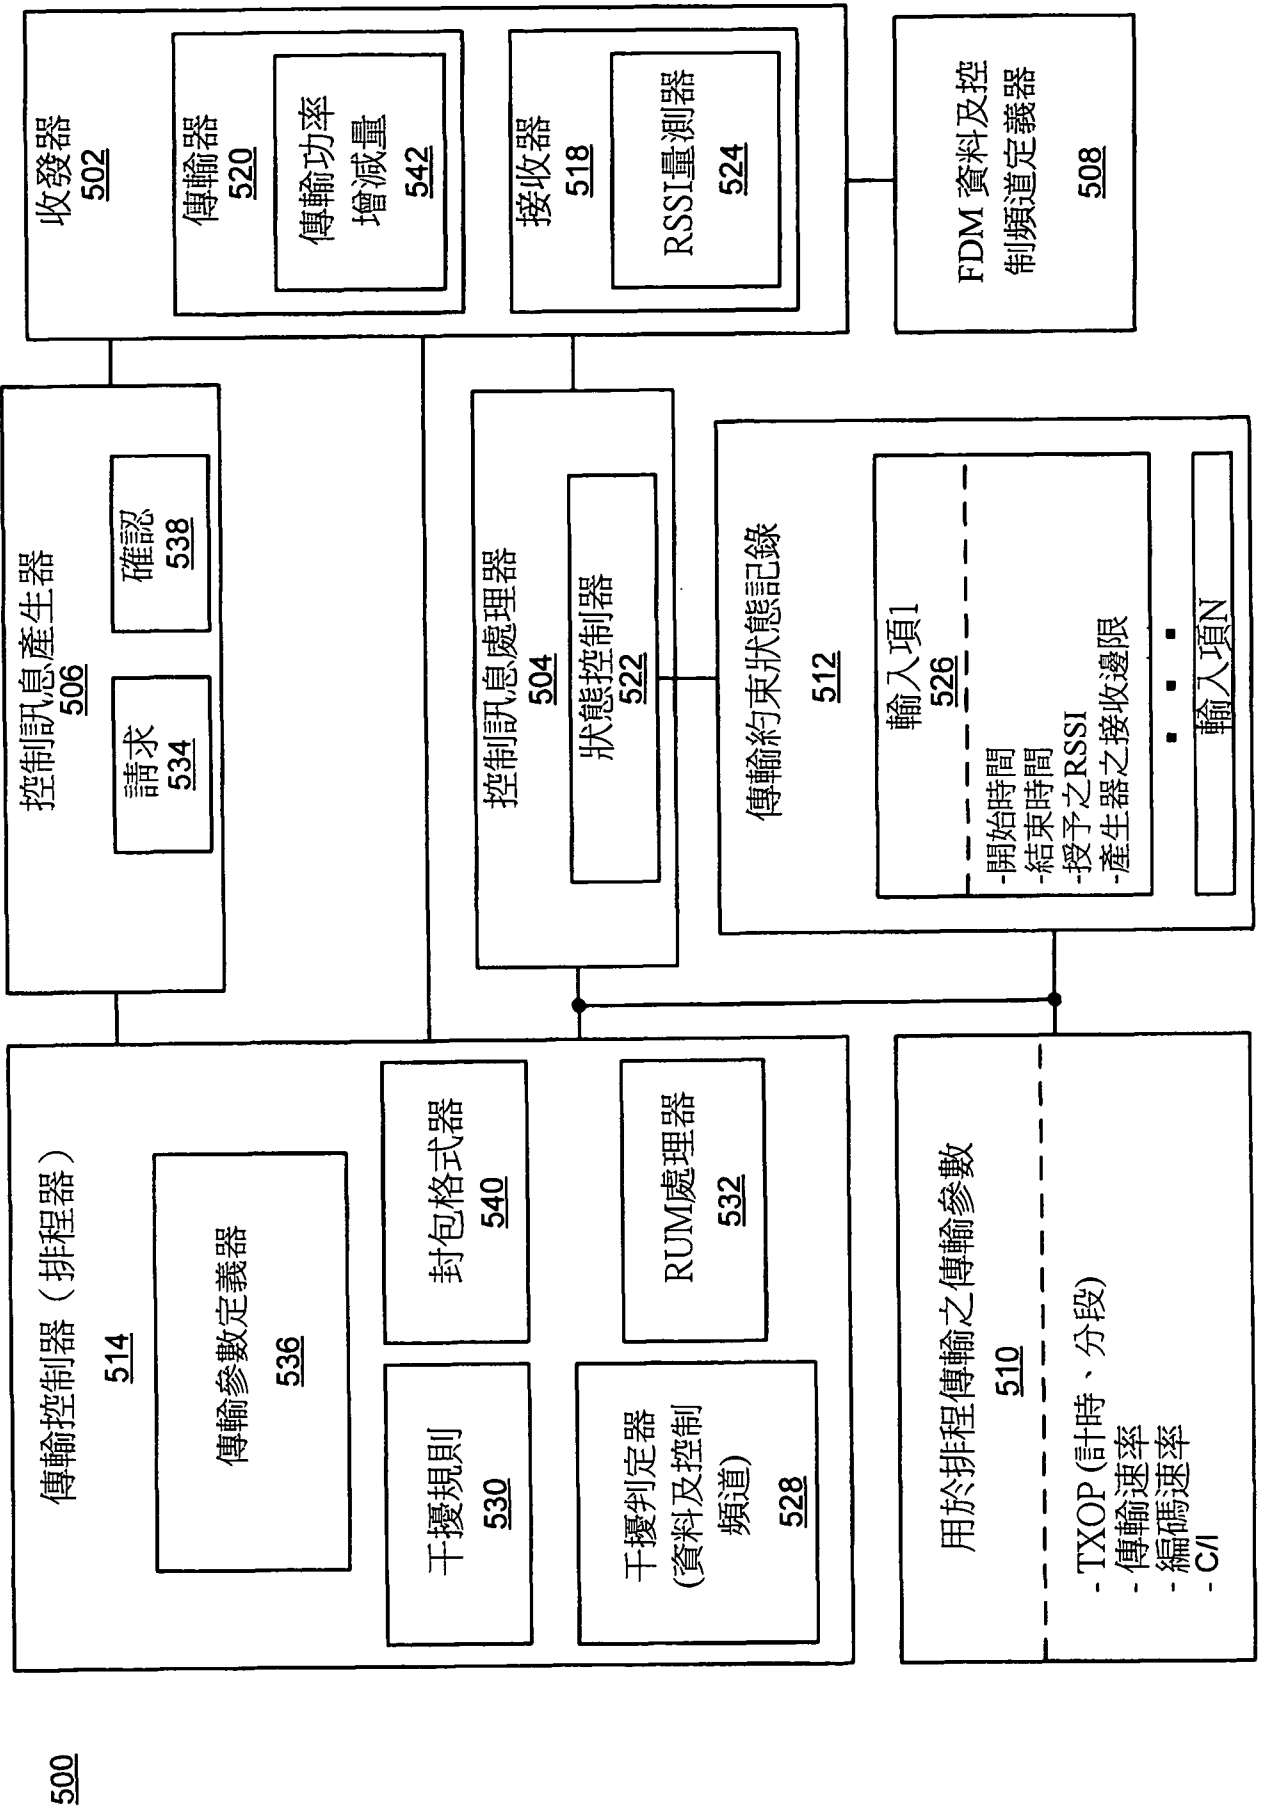 500
傳輸控制器（排程器）
514
傳輸參數定義器
536
干擾規則
530
封包格式器
540
干擾判定器
(資料及控制
頻道)
528
RUM處理器
532
用於排程傳輸之傳輸參數
510
- TXOP (計時、分段)
- 傳輸速率
- 編碼速率
- C/I
控制訊息產生器
506
請求
534
確認
538
控制訊息處理器
504
狀態控制器
522
傳輸約束狀態記錄
512
輸入項1
526
-開始時間
-結束時間
-授予之RSSI
-產生器之接收邊限
輸入項N
收發器
502
傳輸器
520
傳輸功率
增減量
542
接收器
518
RSSI量測器
524
FDM 資料及控
制頻道定義器
508